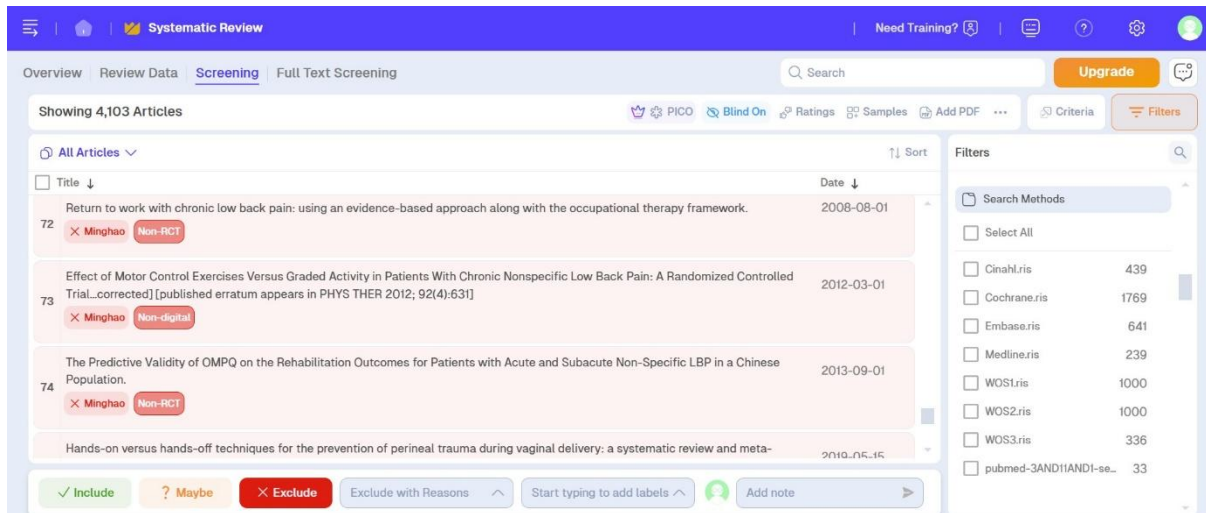 Systematic Review
Need Training?
Overview Review Data Screening Full Text Screening
Search
Upgrade
Showing 4,103 Articles
PICO Blind On Ratings Samples Add PDF ...
Criteria
Filters
All Articles
Sort
Title
Date
72
Return to work with chronic low back pain: using an evidence-based approach along with the occupational therapy framework.
2008-08-01
Minghao Non-RCT
73
Effect of Motor Control Exercises Versus Graded Activity in Patients With Chronic Nonspecific Low Back Pain: A Randomized Controlled
Trial...corrected] [published erratum appears in PHYS THER 2012; 92(4):631]
2012-03-01
Minghao Non-digital
74
The Predictive Validity of OMPQ on the Rehabilitation Outcomes for Patients with Acute and Subacute Non-Specific LBP in a Chinese
Population.
2013-09-01
Minghao Non-RCT
Hands-on versus hands-off techniques for the prevention of perineal trauma during vaginal delivery: a systematic review and meta-
2019-05-15
Include
? Maybe
Exclude
Exclude with Reasons
Start typing to add labels
Add note
Filters
Search Methods
Select All
Cinahl.ris 439
Cochrane.ris 1769
Embase.ris 641
Medline.ris 239
WOS1.ris 1000
WOS2.ris 1000
WOS3.ris 336
pubmed-3AND11AND1-se... 33